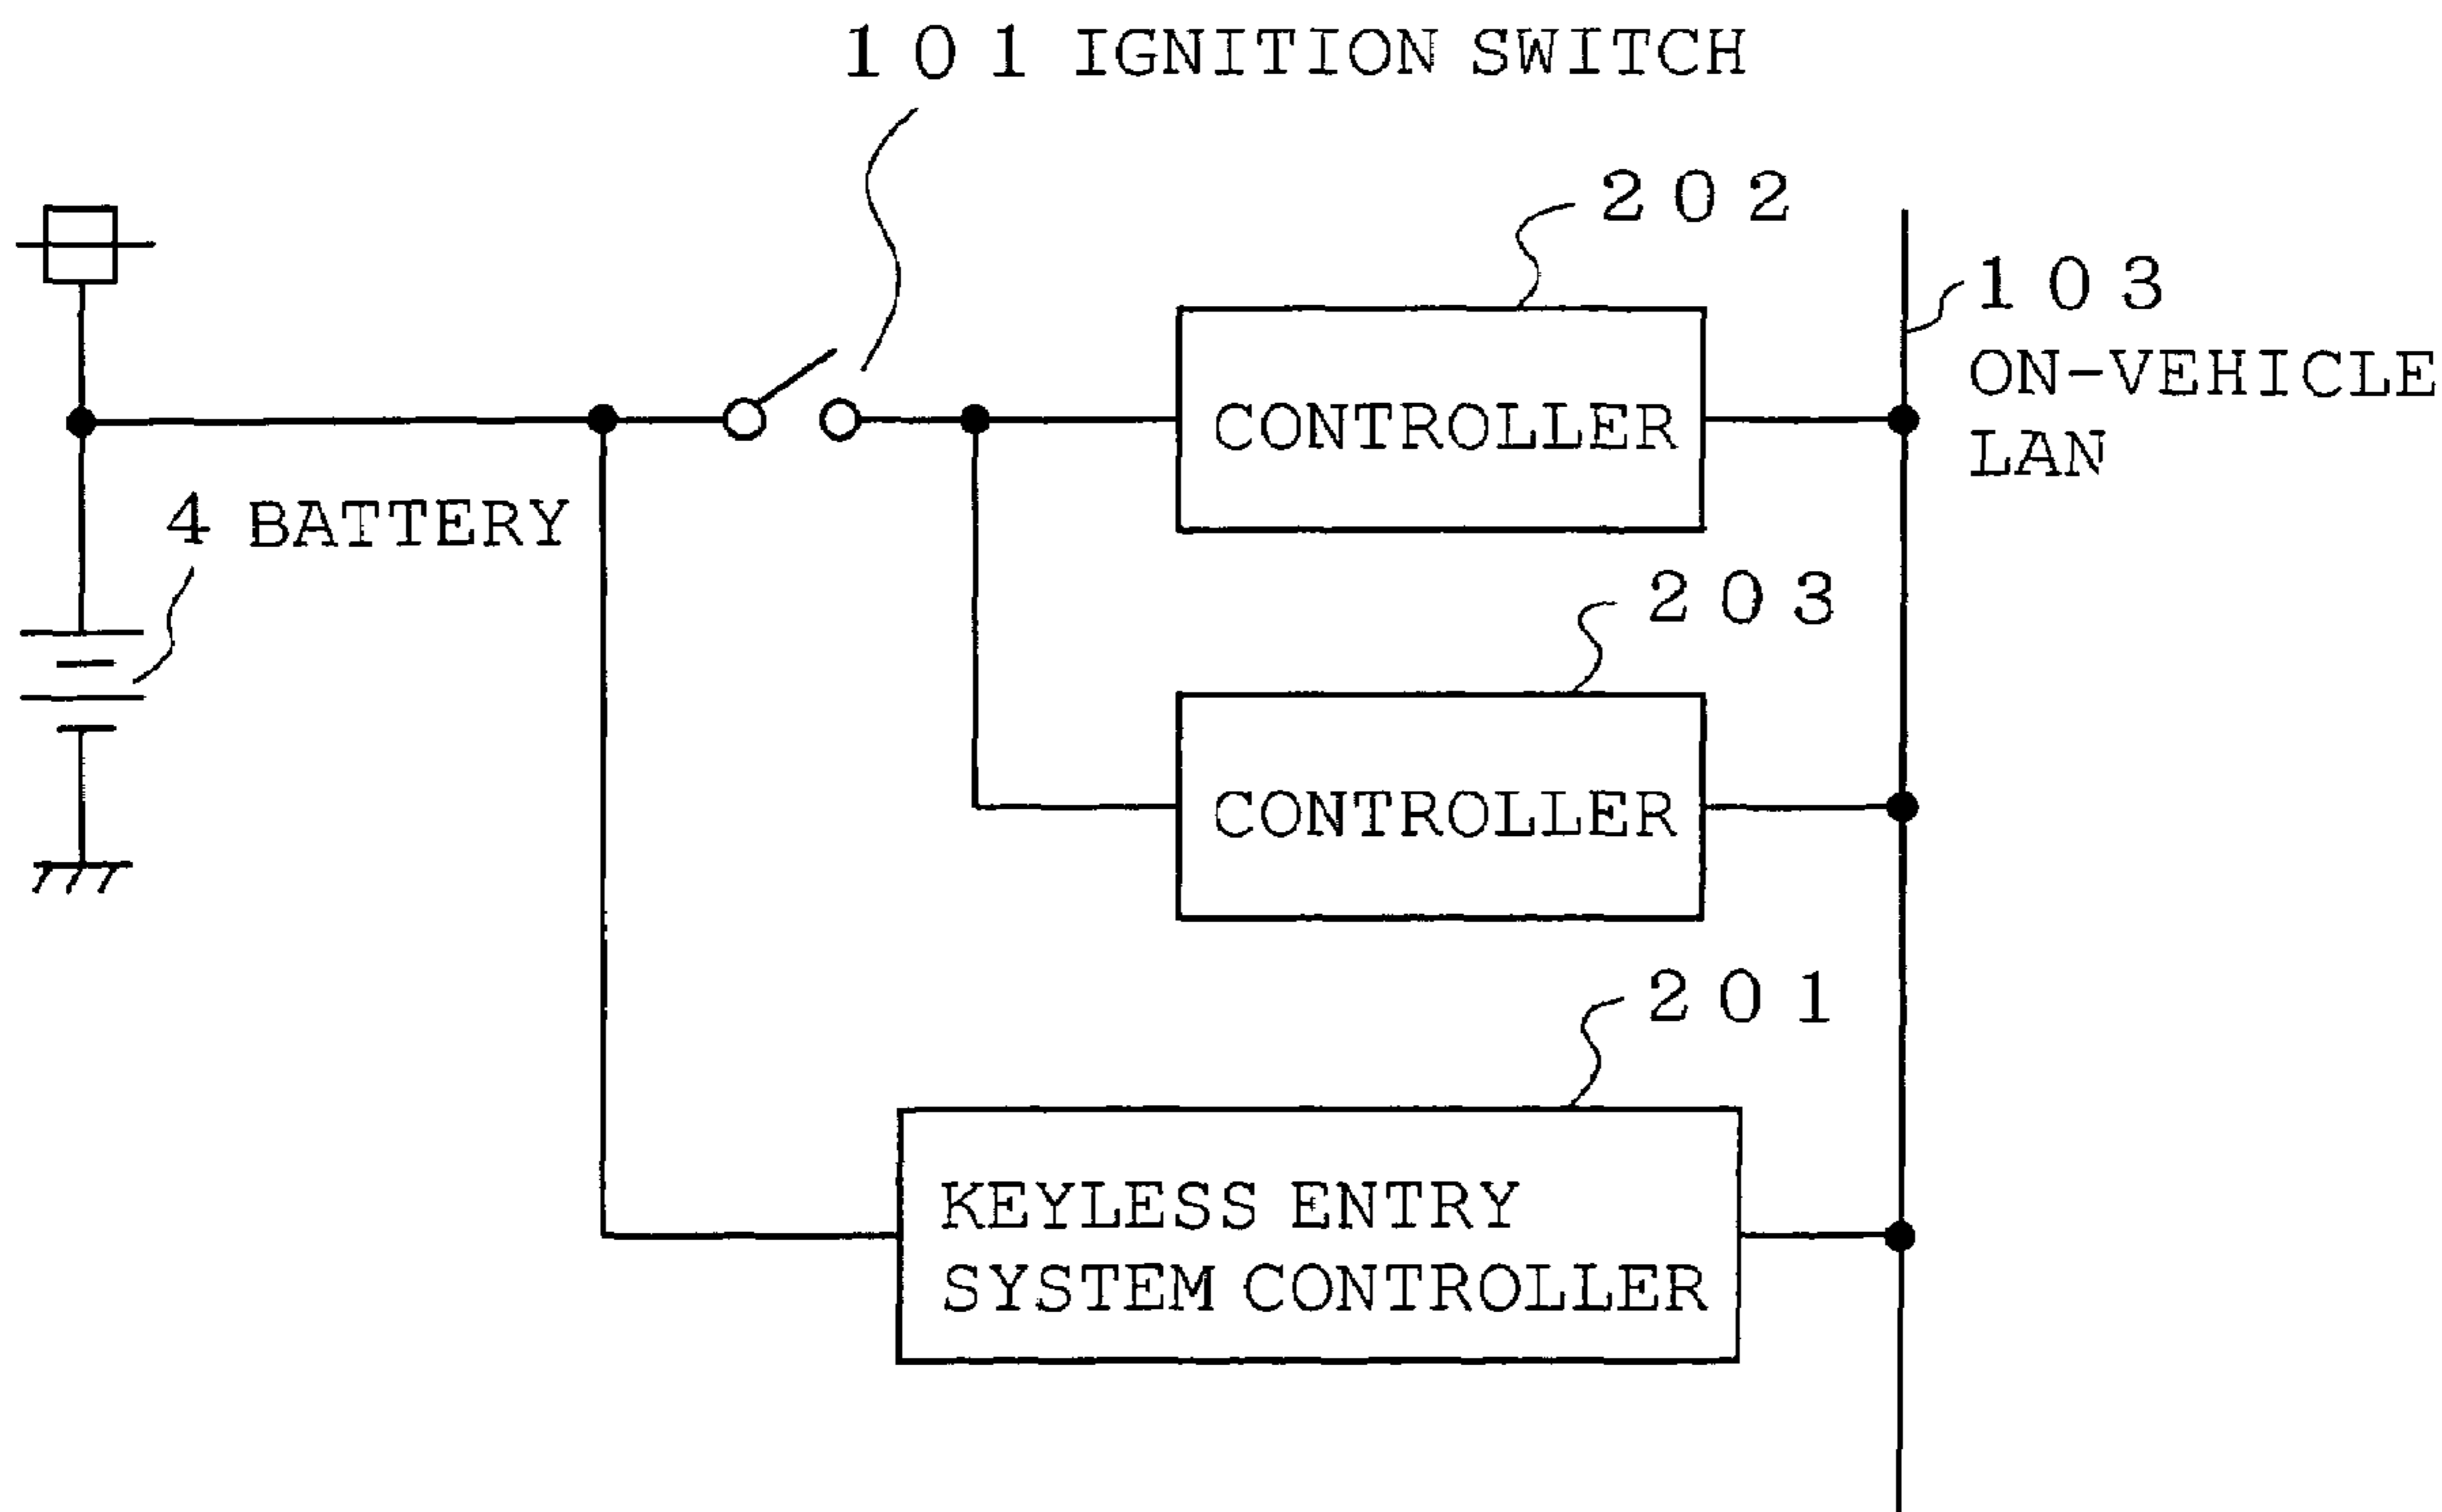 101 IGNITION SWITCH
202
103
ON-VEHICLE
LAN
CONTROLLER
4 BATTERY
203
CONTROLLER
201
KEYLESS ENTRY
SYSTEM CONTROLLER